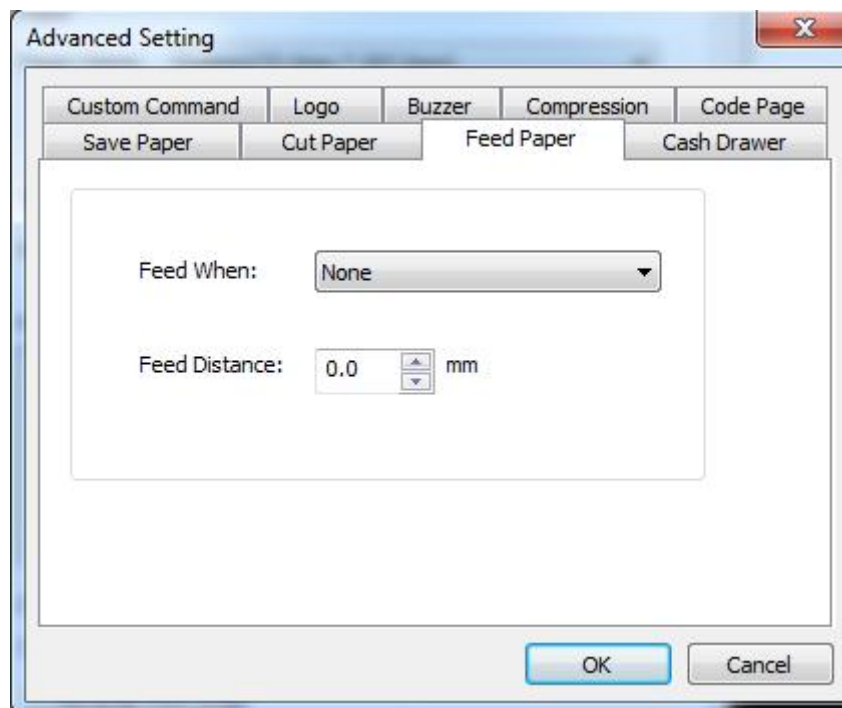 Advanced Setting
Custom Command Logo Buzzer Compression Code Page
Save Paper Cut Paper Feed Paper Cash Drawer
Feed When: None
Feed Distance: 0.0 mm
OK Cancel